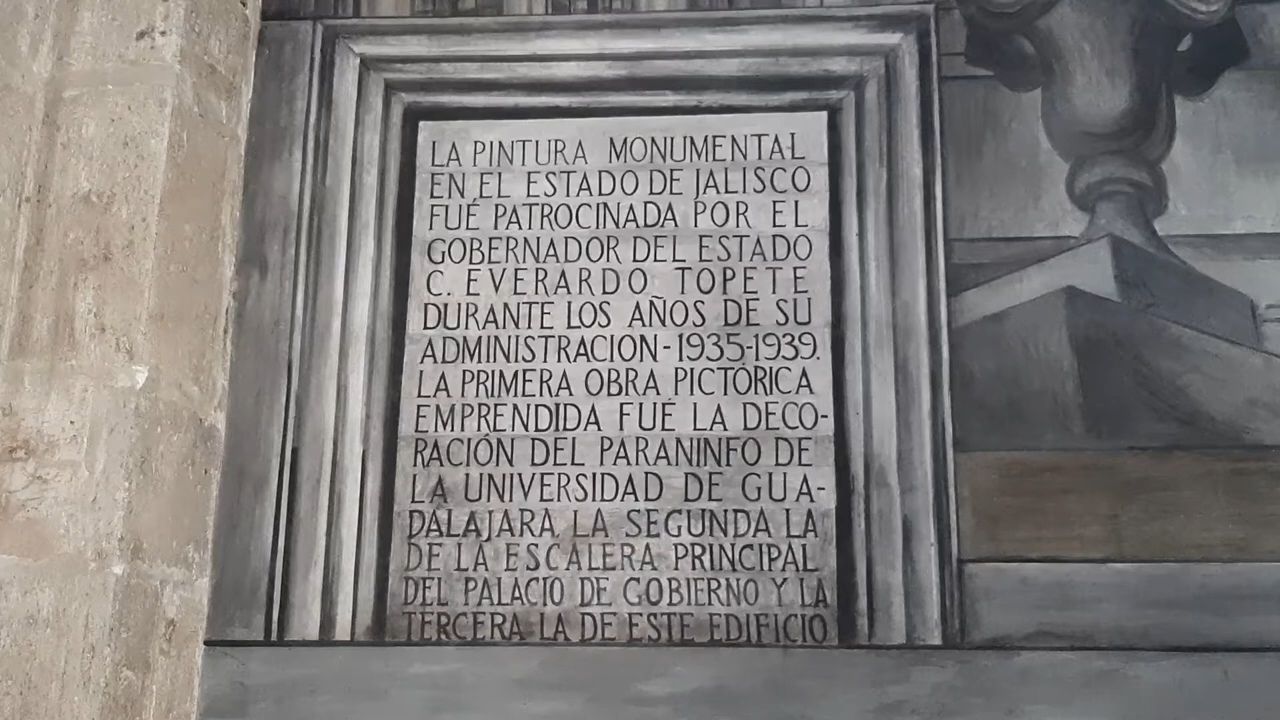 LA PINTURA MONUMENTAL
EN EL ESTADO DE JALISCO
FUÉ PATROCINADA POR EL
GOBERNADOR DEL ESTADO
C. EVERARDO TOPETE
DURANTE LOS AÑOS DE SU
ADMINISTRACION-1935-1939.
LA PRIMERA OBRA PICTÓRICA
EMPRENDIDA FUÉ LA DECO-
RACIÓN DEL PARANINFO DE
LA UNIVERSIDAD DE GUA-
DALAJARA, LA SEGUNDA LA
DE LA ESCALERA PRINCIPAL
DEL PALACIO DE GOBIERNO Y LA
TERCERA LA DE ESTE EDIFICIO